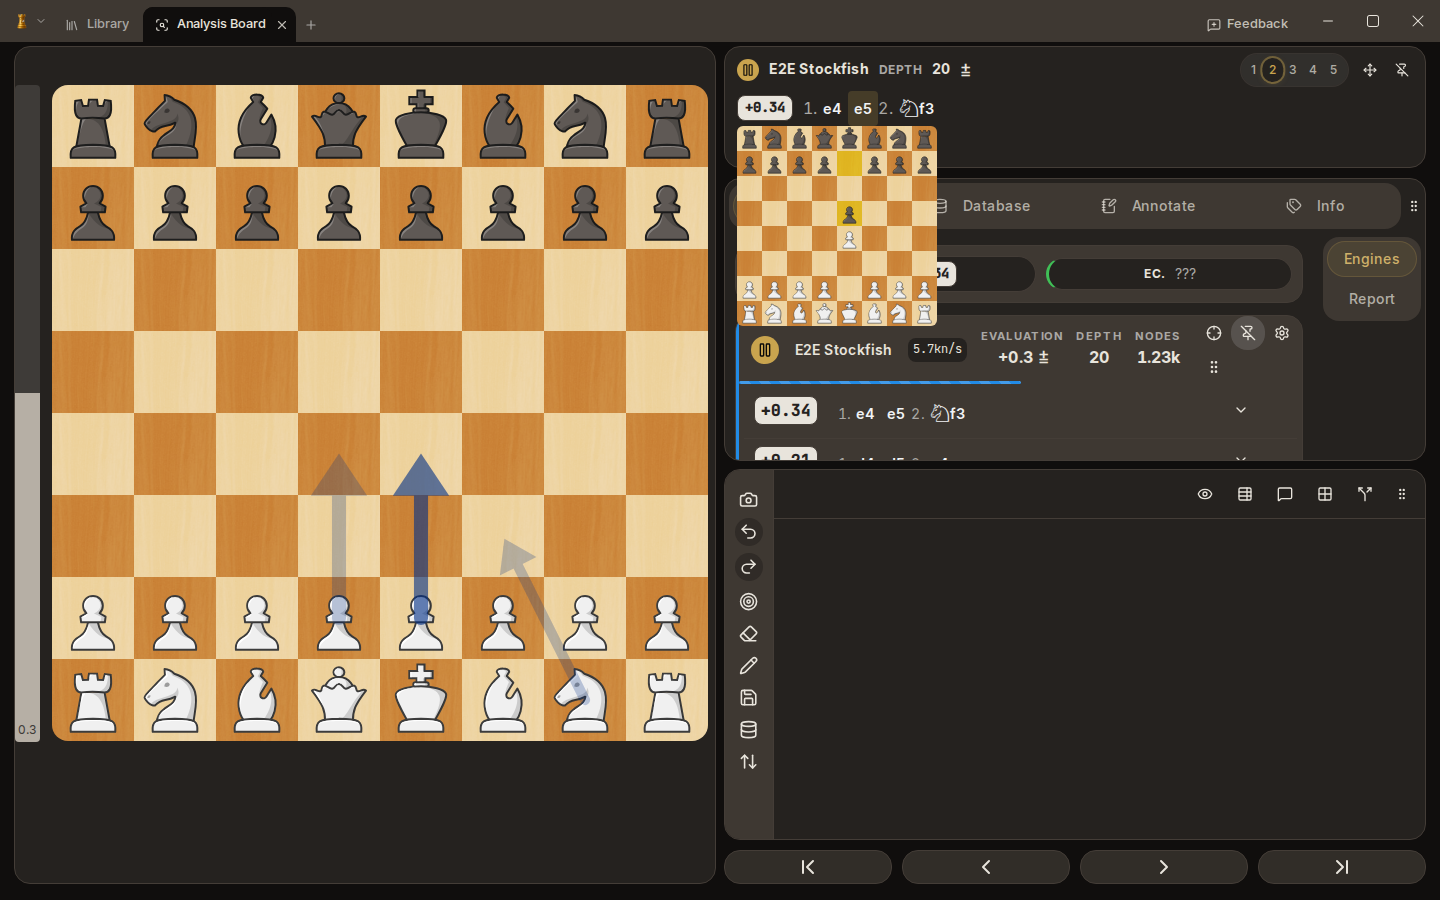 Library
Analysis Board
Feedback
E2E Stockfish DEPTH 20 ±
1 2 3 4 5
+0.34 1. e4 e5 2. ♘f3
Database
Annotate
Info
34
EC. ???
Engines
Report
E2E Stockfish
5.7kn/s
EVALUATION DEPTH NODES
+0.3 ± 20 1.23k
+0.34 1. e4 e5 2. ♘f3
0.3